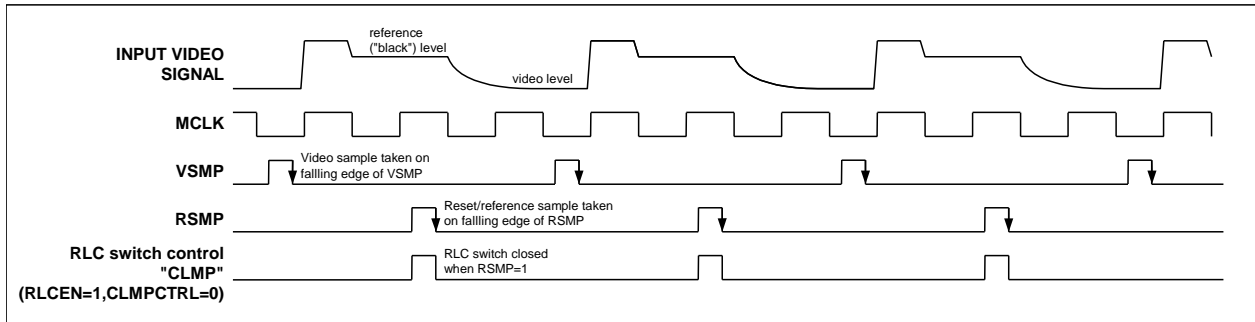 reference
("black") level
INPUT VIDEO
SIGNAL
video level
MCLK
Video sample taken on
fallling edge of VSMP
VSMP
Reset/reference sample taken
on fallling edge of RSMP
RSMP
RLC switch control
"CLMP"
(RLCEN=1,CLMPCTRL=0)
RLC switch closed
when RSMP=1